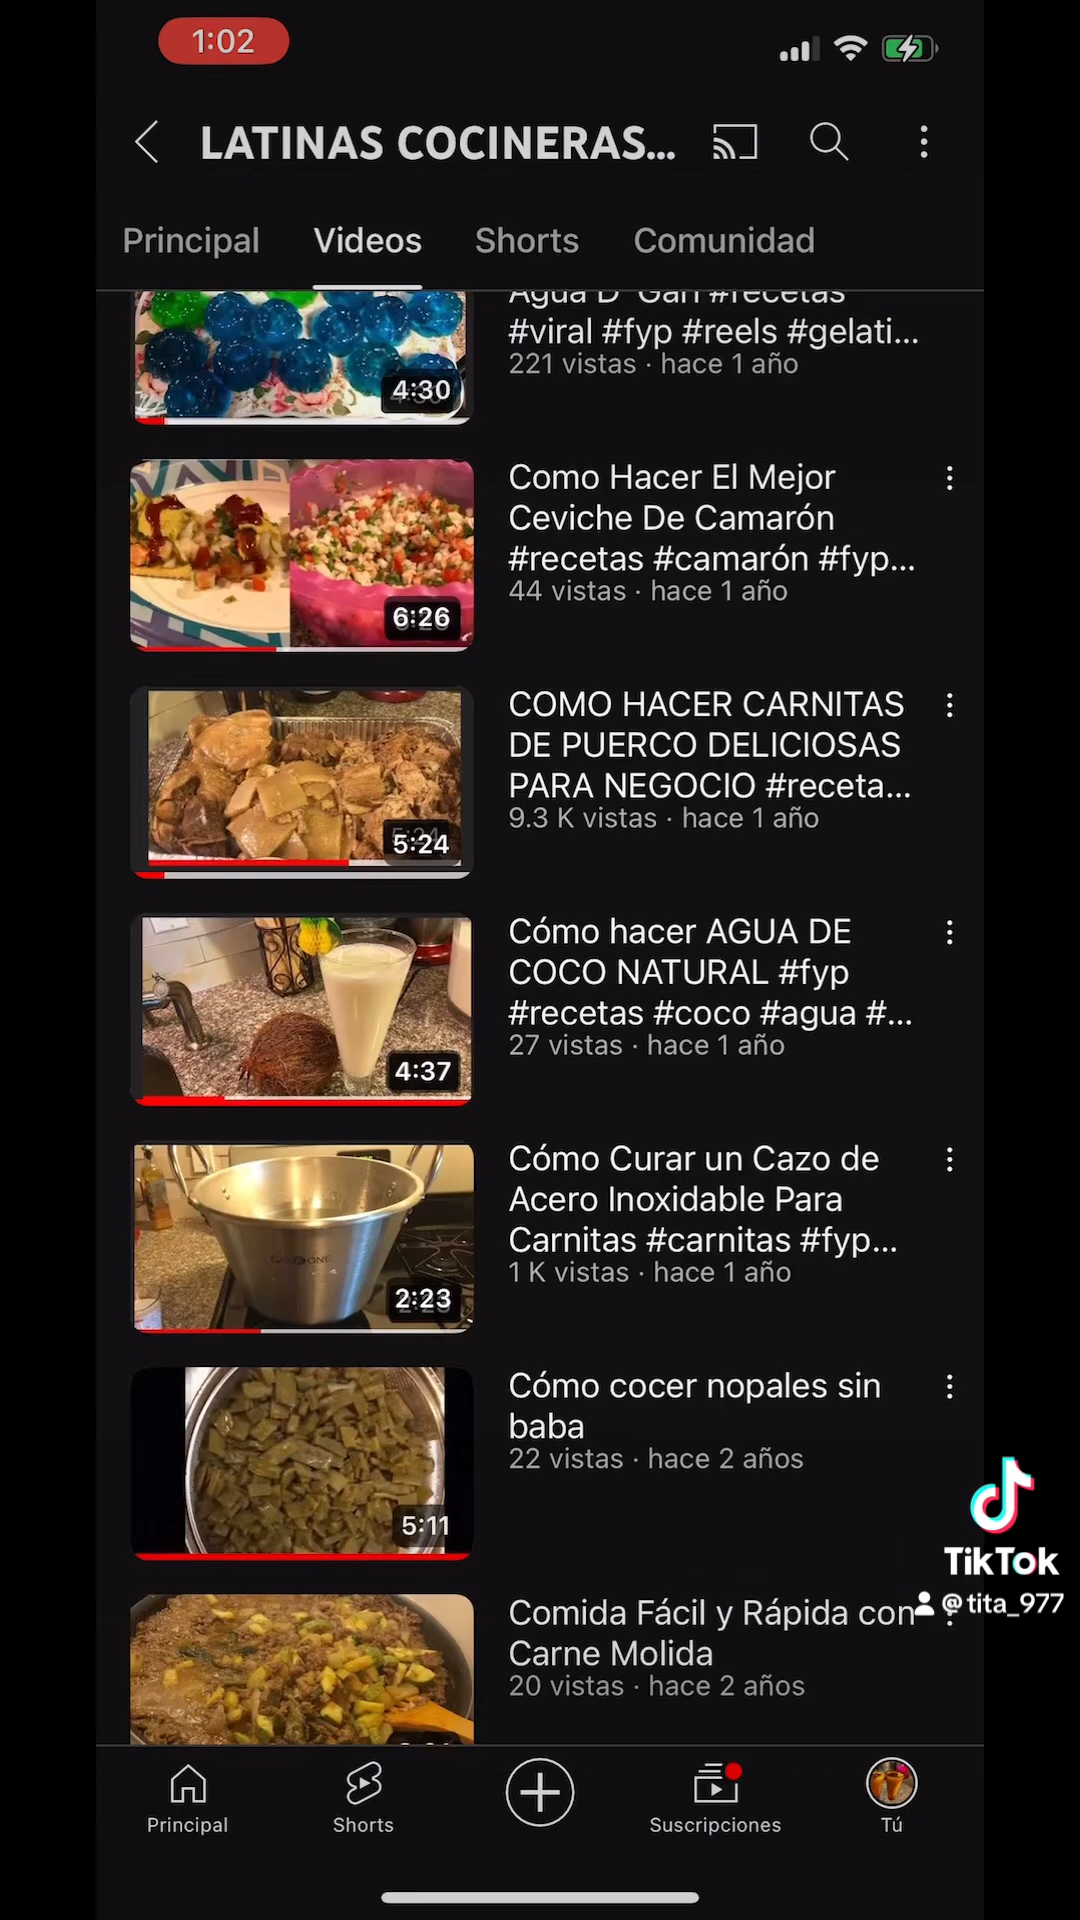 1:02
LATINAS COCINERAS...
Principal
Videos
Shorts
Comunidad
#viral #fyp #reels #gelati...
221 vistas · hace 1 año
4:30
Como Hacer El Mejor
Ceviche De Camarón
#recetas #camarón #fyp...
44 vistas · hace 1 año
6:26
COMO HACER CARNITAS
DE PUERCO DELICIOSAS
PARA NEGOCIO #receta...
9.3 K vistas · hace 1 año
5:24
Cómo hacer AGUA DE
COCO NATURAL #fyp
#recetas #coco #agua #...
27 vistas · hace 1 año
4:37
Cómo Curar un Cazo de
Acero Inoxidable Para
Carnitas #carnitas #fyp...
1 K vistas · hace 1 año
2:23
Cómo cocer nopales sin
baba
22 vistas · hace 2 años
5:11
TikTok
@tita_977
Comida Fácil y Rápida con
Carne Molida
20 vistas · hace 2 años
Principal
Shorts
Suscripciones
Tú